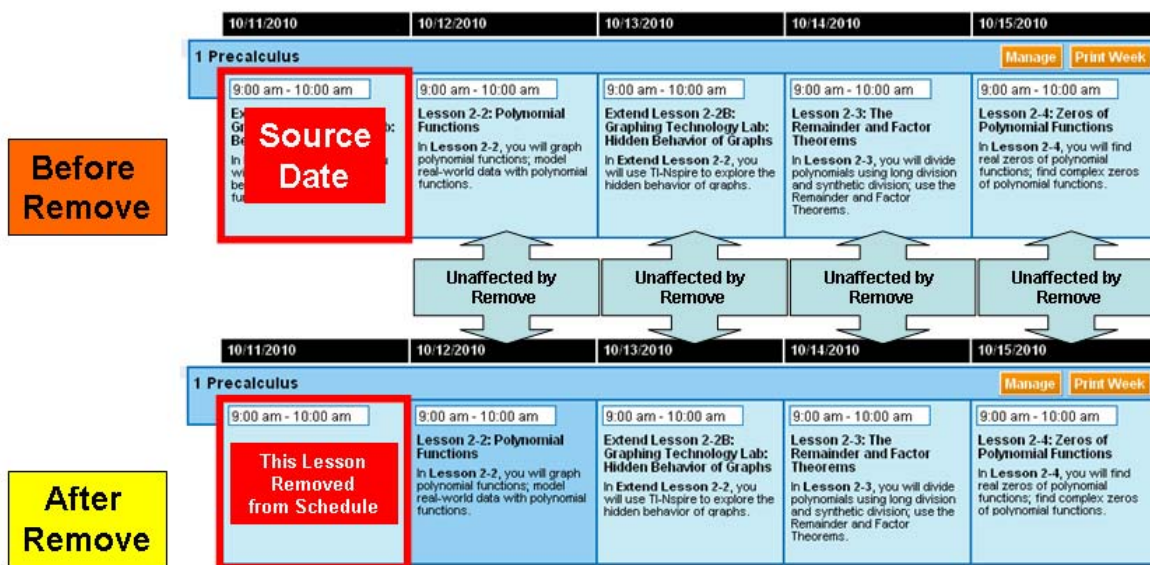 10/11/2010 10/12/2010 10/13/2010 10/14/2010 10/15/2010
1 Precalculus Manage Print Week
Before
Remove
9:00 am - 10:00 am
Source
Date
9:00 am - 10:00 am
Lesson 2-2: Polynomial
Functions
In Lesson 2-2, you will graph
polynomial functions; model
real-world data with polynomial
functions.
9:00 am - 10:00 am
Extend Lesson 2-2B:
Graphing Technology Lab:
Hidden Behavior of Graphs
In Extend Lesson 2-2, you
will use TI-Nspire to explore the
hidden behavior of graphs.
9:00 am - 10:00 am
Lesson 2-3: The
Remainder and Factor
Theorems
In Lesson 2-3, you will divide
polynomials using long division
and synthetic division; use the
Remainder and Factor
Theorems.
9:00 am - 10:00 am
Lesson 2-4: Zeros of
Polynomial Functions
In Lesson 2-4, you will find
real zeros of polynomial
functions; find complex zeros
of polynomial functions.
Unaffected by
Remove
Unaffected by
Remove
Unaffected by
Remove
Unaffected by
Remove
10/11/2010 10/12/2010 10/13/2010 10/14/2010 10/15/2010
1 Precalculus Manage Print Week
After
Remove
9:00 am - 10:00 am
This Lesson
Removed
from Schedule
9:00 am - 10:00 am
Lesson 2-2: Polynomial
Functions
In Lesson 2-2, you will graph
polynomial functions; model
real-world data with polynomial
functions.
9:00 am - 10:00 am
Extend Lesson 2-2B:
Graphing Technology Lab:
Hidden Behavior of Graphs
In Extend Lesson 2-2, you
will use TI-Nspire to explore the
hidden behavior of graphs.
9:00 am - 10:00 am
Lesson 2-3: The
Remainder and Factor
Theorems
In Lesson 2-3, you will divide
polynomials using long division
and synthetic division; use the
Remainder and Factor
Theorems.
9:00 am - 10:00 am
Lesson 2-4: Zeros of
Polynomial Functions
In Lesson 2-4, you will find
real zeros of polynomial
functions; find complex zeros
of polynomial functions.